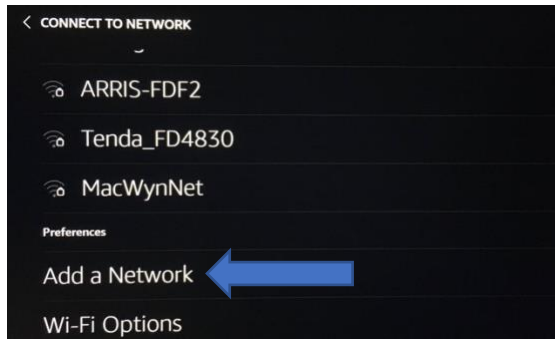 < CONNECT TO NETWORK
ARRIS-FDF2
Tenda_FD4830
MacWynNet
Preferences
Add a Network
Wi-Fi Options